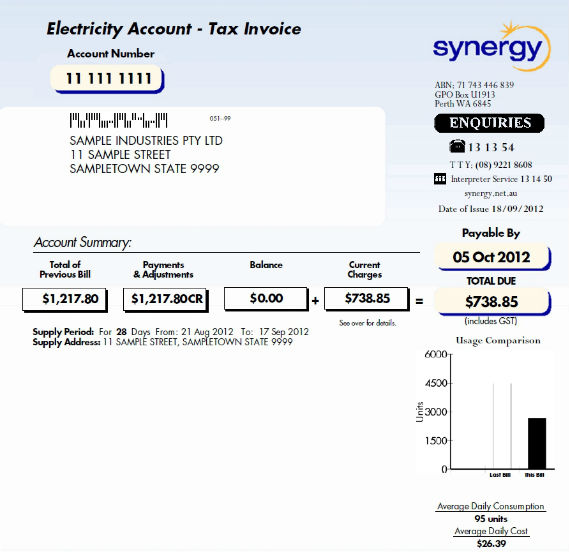 Electricity Account - Tax Invoice
Account Number
11 111 1111
synergy
ABN: 71 743 446 839
GPO Box U1913
Perth WA 6845
ENQUIRIES
13 13 54
TTY: (08) 9221 8608
Interpreter Service 13 14 50
synergy.net.au
Date of Issue 18/09/2012
051-99
SAMPLE INDUSTRIES PTY LTD
11 SAMPLE STREET
SAMPLETOWN STATE 9999
Payable By
05 Oct 2012
Account Summary:
Total of Previous Bill
Payments & Adjustments
Balance
Current Charges
TOTAL DUE
$1,217.80
$1,217.80CR
$0.00
+
$738.85
=
$738.85
See over for details.
(includes GST)
Supply Period: For 28 Days From: 21 Aug 2012 To: 17 Sep 2012
Supply Address: 11 SAMPLE STREET, SAMPLETOWN STATE 9999
Usage Comparison
6000
4500
3000
1500
0
Units
Last Bill
This Bill
Average Daily Consumption
95 units
Average Daily Cost
$26.39